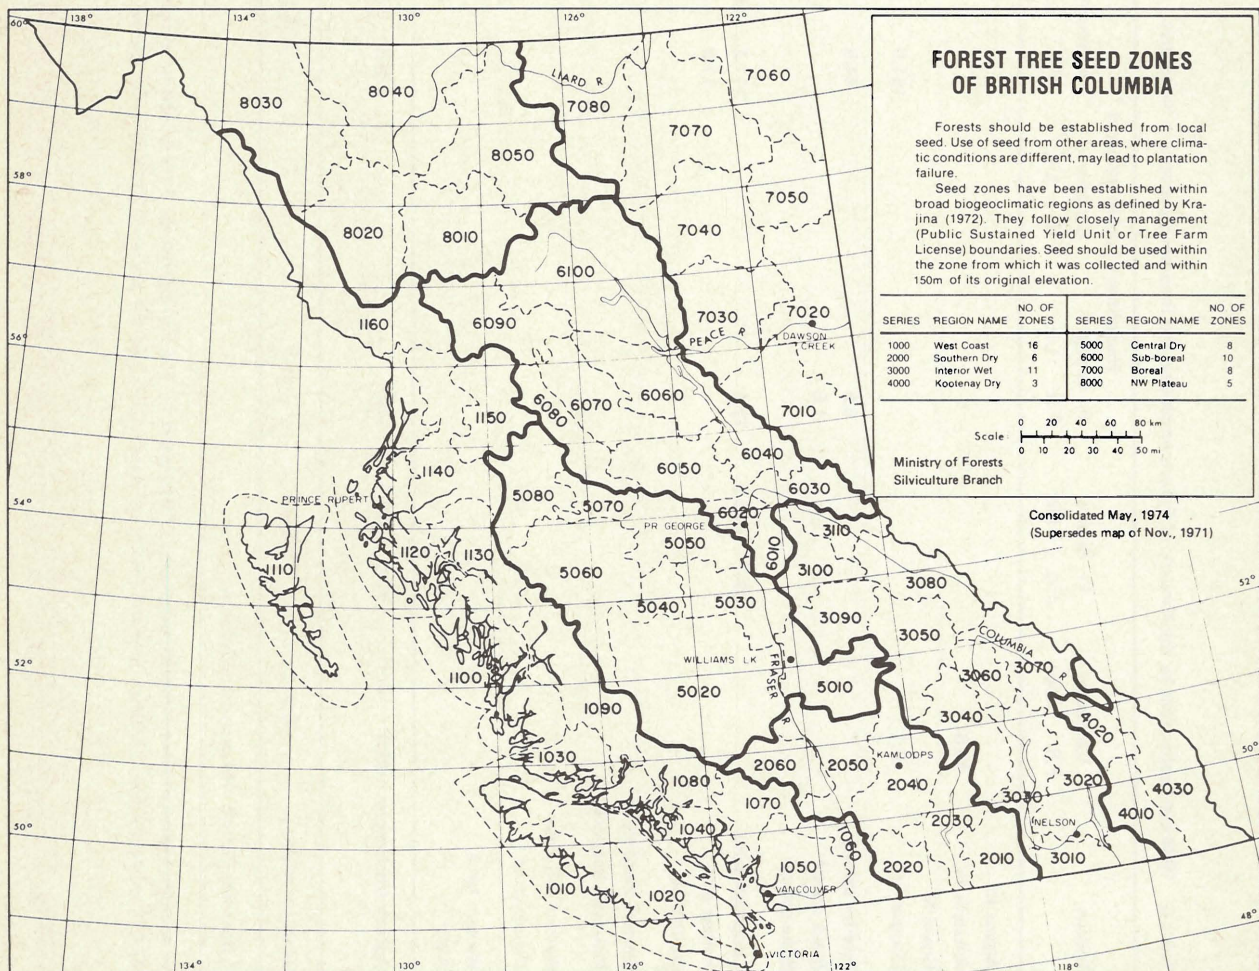 60° 138° 134° 130° 126° 122°
FOREST TREE SEED ZONES
OF BRITISH COLUMBIA
Forests should be established from local
seed. Use of seed from other areas, where clima-
tic conditions are different, may lead to plantation
failure.
Seed zones have been established within
broad biogeoclimatic regions as defined by Kra-
jina (1972). They follow closely management
(Public Sustained Yield Unit or Tree Farm
License) boundaries. Seed should be used within
the zone from which it was collected and within
150m of its original elevation.
SERIES REGION NAME NO. OF ZONES SERIES REGION NAME NO. OF ZONES
1000 West Coast 16 5000 Central Dry 8
2000 Southern Dry 6 6000 Sub-boreal 10
3000 Interior Wet 11 7000 Boreal 8
4000 Kootenay Dry 3 8000 NW Plateau 5
0 20 40 60 80 km
Scale
0 10 20 30 40 50 mi
Ministry of Forests
Silviculture Branch
Consolidated May, 1974
(Supersedes map of Nov., 1971)
LIARD R
7060
8030
8040
7080
7070
8050
58°
7050
8020
8010
7040
6100
1160
6090
7030
7020
PEACE R
DAWSON
CREEK
56°
6080
6070
6060
7010
1150
1140
6050
6040
6030
5080
5070
54°
PRINCE RUPERT
6020
PR GEORGE
5050
6010
3110
1110
1120
1130
5060
3100
3080
52°
5040
5030
3090
3050
COLUMBIA R
52°
WILLIAMS LK
FRASER R
1100
5020
5010
3060
3070
1090
3040
4020
1030
KAMLOOPS
50°
1080
2060
2050
2040
3020
4030
1070
3030
4010
50°
1040
1060
2030
NELSON
1010
1020
1050
2020
2010
3010
VANCOUVER
48°
VICTORIA
134° 130° 126° 122° 118°